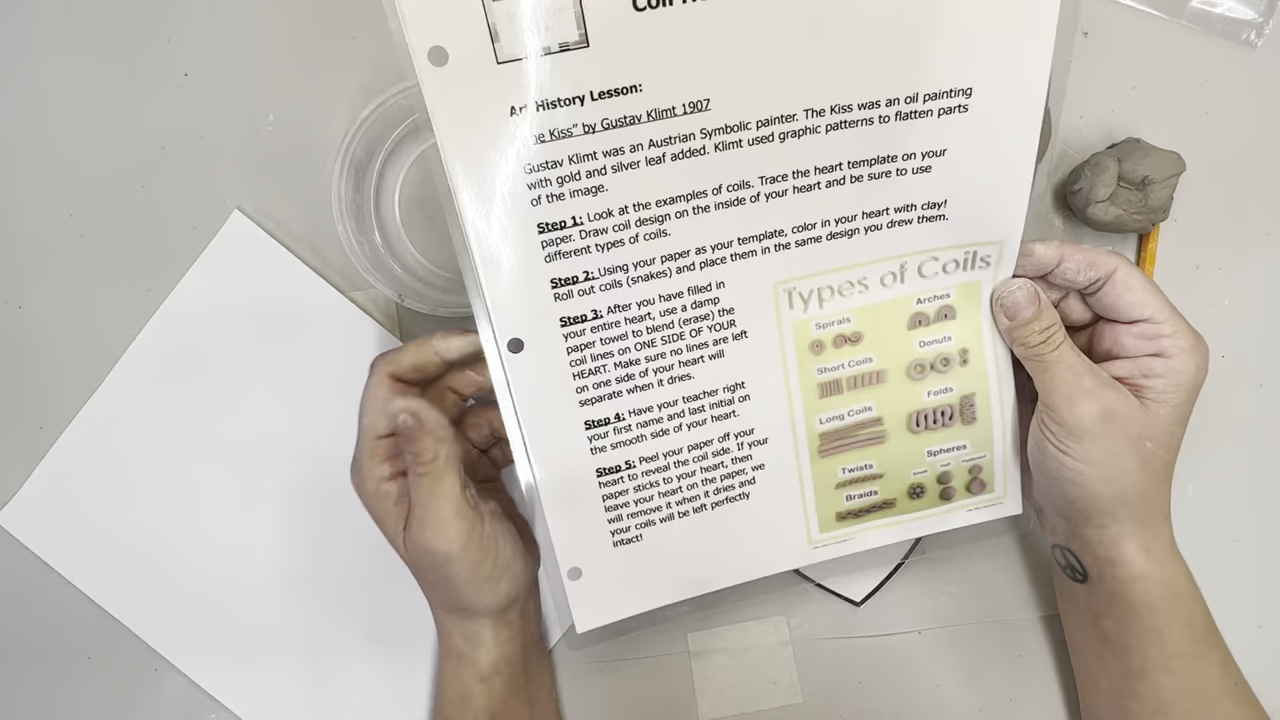 Art History Lesson:
he Kiss” by Gustav Klimt 1907
Gustav Klimt was an Austrian Symbolic painter. The Kiss was an oil painting
with gold and silver leaf added. Klimt used graphic patterns to flatten parts
of the image.
Step 1: Look at the examples of coils. Trace the heart template on your
paper. Draw coil design on the inside of your heart and be sure to use
different types of coils.
Step 2: Using your paper as your template, color in your heart with clay!
Roll out coils (snakes) and place them in the same design you drew them.
Step 3: After you have filled in
your entire heart, use a damp
paper towel to blend (erase) the
coil lines on ONE SIDE OF YOUR
HEART. Make sure no lines are left
on one side of your heart will
separate when it dries.
Step 4: Have your teacher right
your first name and last initial on
the smooth side of your heart.
Step 5: Peel your paper off your
heart to reveal the coil side. If your
paper sticks to your heart, then
leave your heart on the paper, we
will remove it when it dries and
your coils will be left perfectly
intact!
Types of Coils
Spirals
Short Coils
Long Coils
Twists
Braids
Arches
Donuts
Folds
Spheres
Small Half Flattened